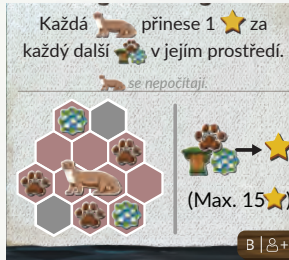 Každá přinese 1 za
každý další v jejím prostředí.
se nepočítají.
(Max. 15)
B | +